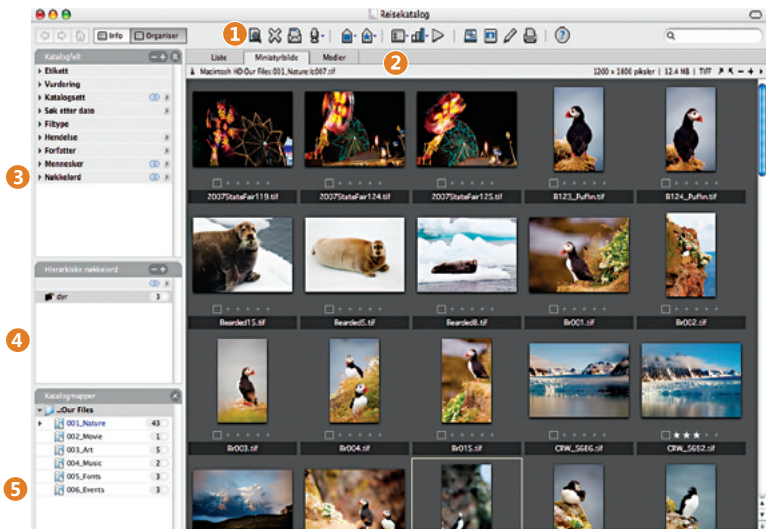 Reisekatalog
Info
Organiser
1
Liste
Miniatyrbilde
Medier
2
Macintosh HD:Our Files:001_Nature:lc007.tif
1200 x 1800 piksler | 12.4 MB | TIFF
Katalogfelt
Etikett
Vurdering
Katalogsett
Søk etter dato
Filtype
Hendelse
Forfatter
Mennesker
Nøkkelord
3
Hierarkiske nøkkelord
dyr 3
4
Katalogmapper
..:Our Files
001_Nature 43
002_Movie 1
003_Art 5
004_Music 2
005_Fonts 3
006_Events 3
5
2007StateFair119.tif
2007StateFair124.tif
2007StateFair125.tif
B123_Puffin.tif
B124_Puffin.tif
Bearded15.tif
Bearded5.tif
Bearded8.tif
Br001.tif
Br002.tif
Br003.tif
Br004.tif
Br015.tif
CRW_5686.tif
CRW_5682.tif